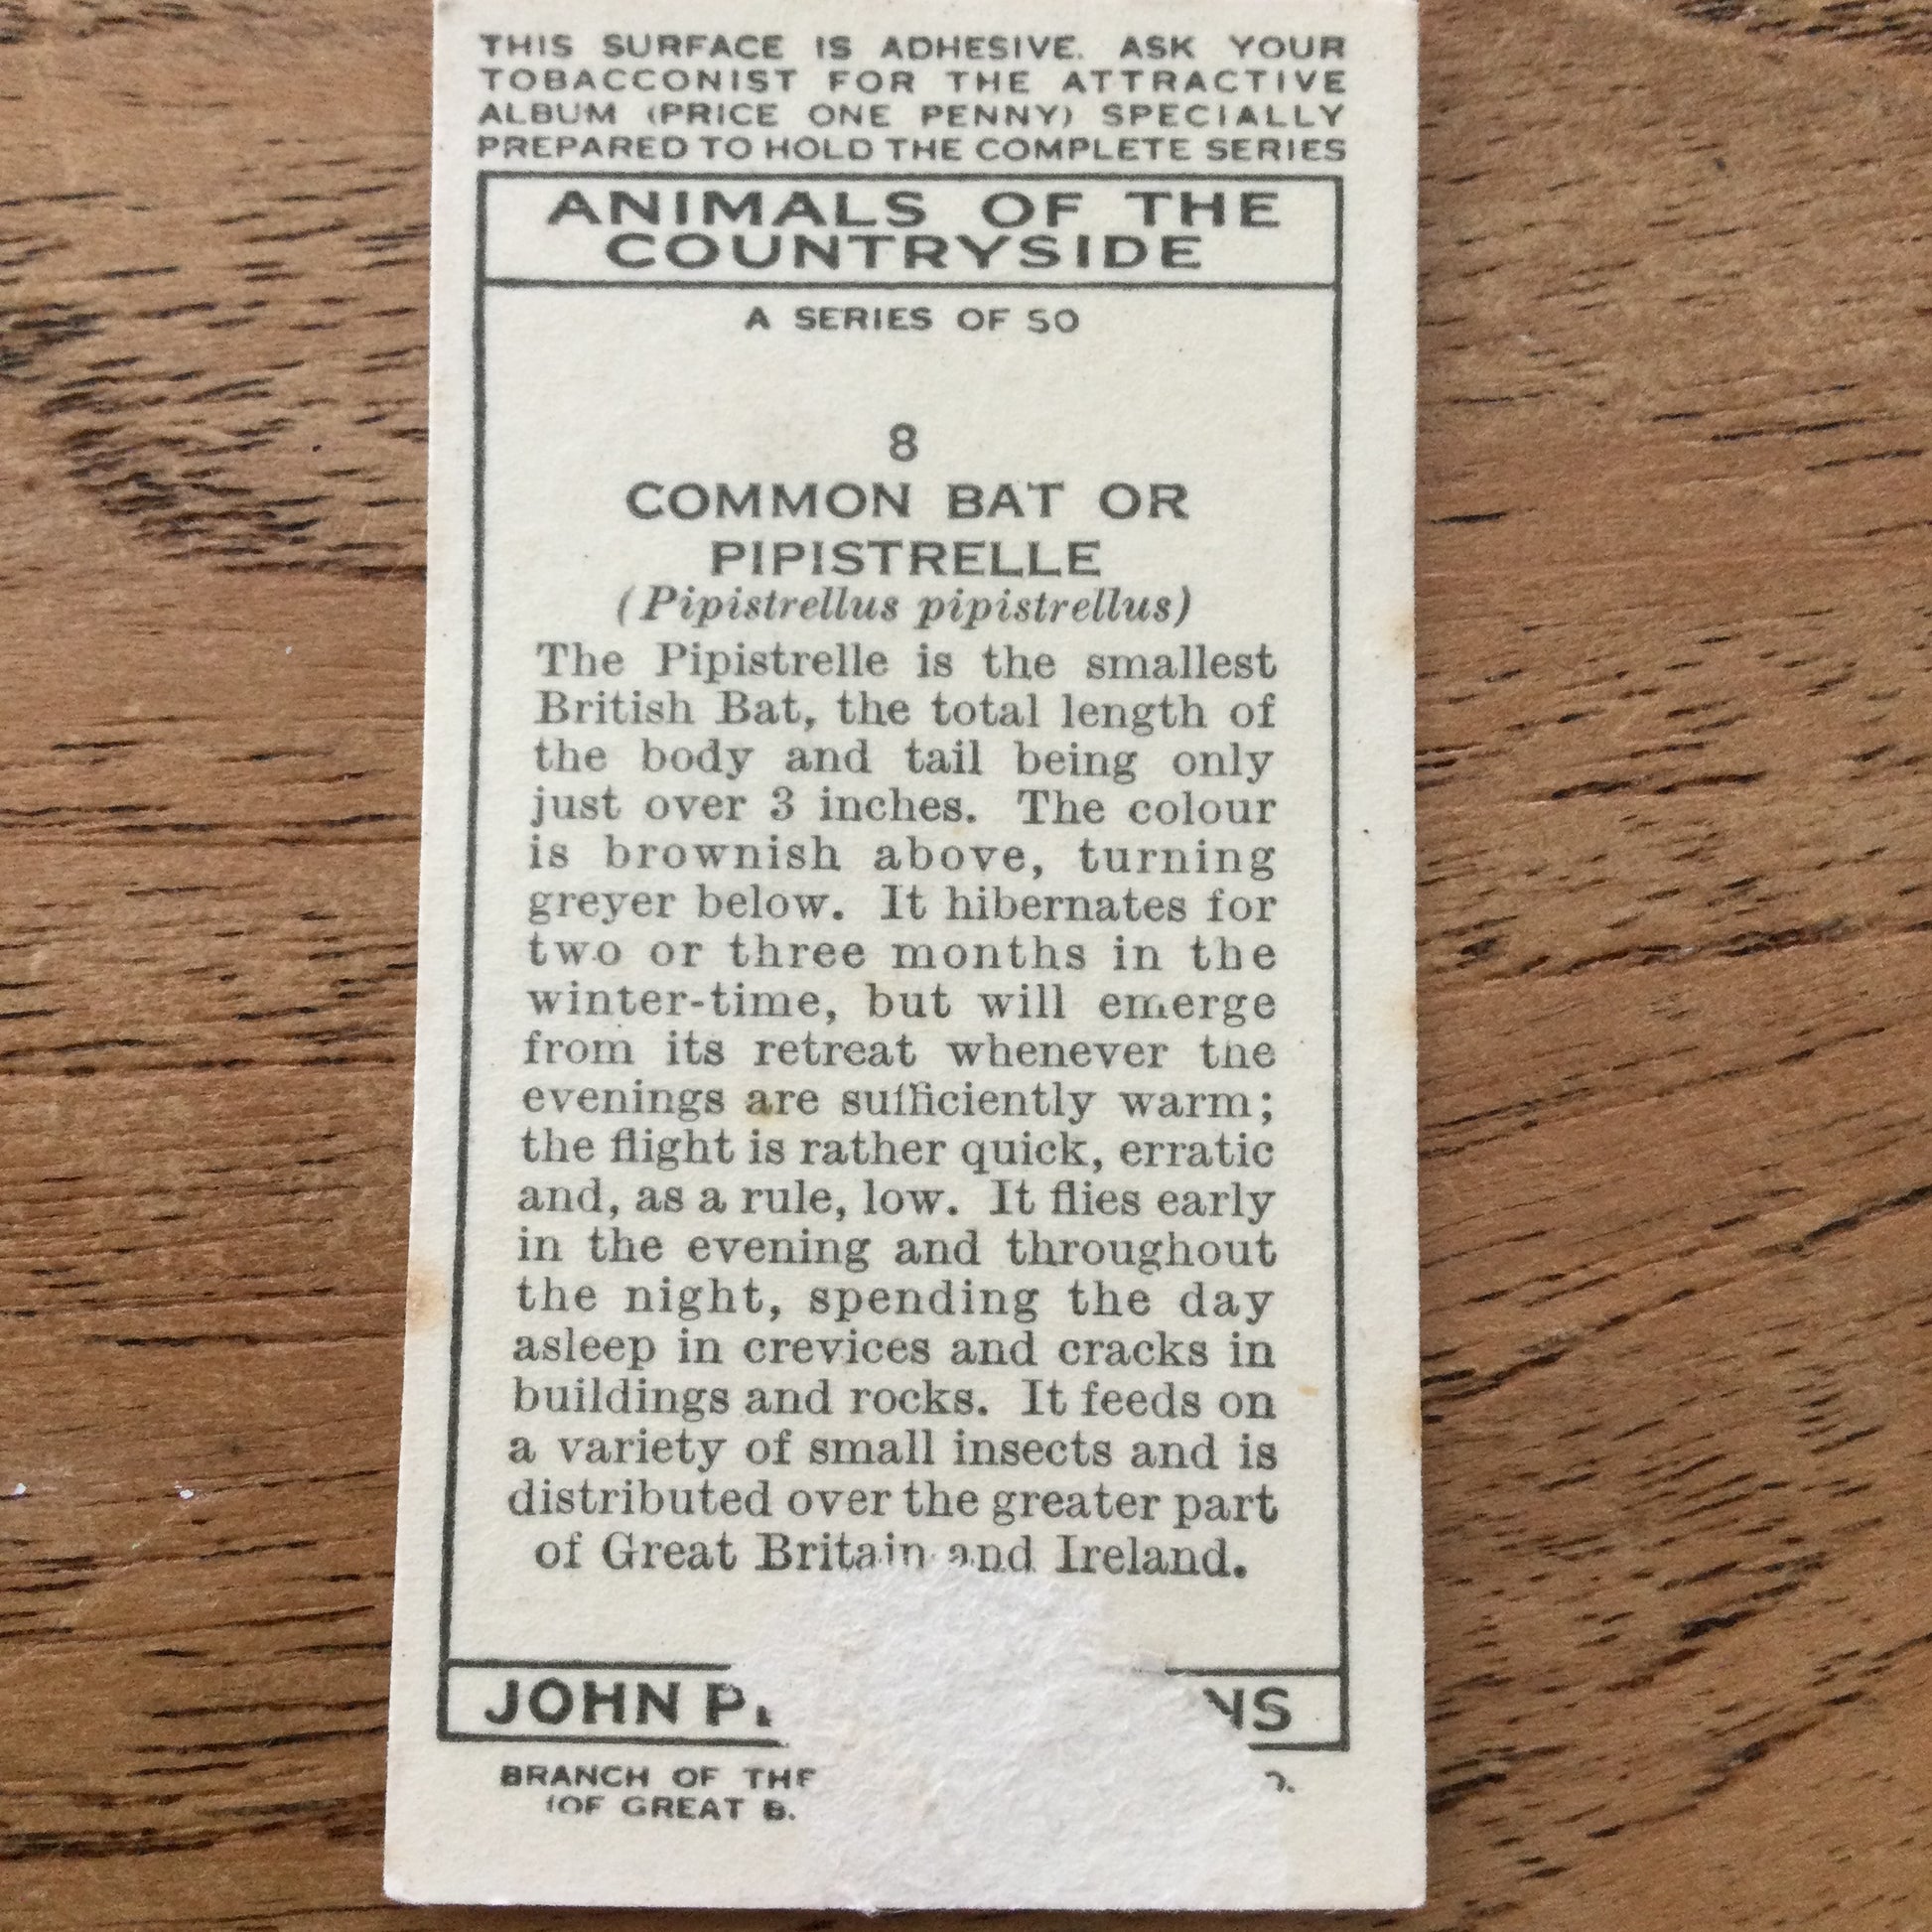 THIS SURFACE IS ADHESIVE. ASK YOUR
TOBACCONIST FOR THE ATTRACTIVE
ALBUM (PRICE ONE PENNY) SPECIALLY
PREPARED TO HOLD THE COMPLETE SERIES
ANIMALS OF THE
COUNTRYSIDE
A SERIES OF 50
8
COMMON BAT OR
PIPISTRELLE
(Pipistrellus pipistrellus)
The Pipistrelle is the smallest
British Bat, the total length of
the body and tail being only
just over 3 inches. The colour
is brownish above, turning
greyer below. It hibernates for
two or three months in the
winter-time, but will emerge
from its retreat whenever the
evenings are sufficiently warm;
the flight is rather quick, erratic
and, as a rule, low. It flies early
in the evening and throughout
the night, spending the day
asleep in crevices and cracks in
buildings and rocks. It feeds on
a variety of small insects and is
distributed over the greater part
of Great Britain and Ireland.
JOHN
BRANCH OF THE
(OF GREAT